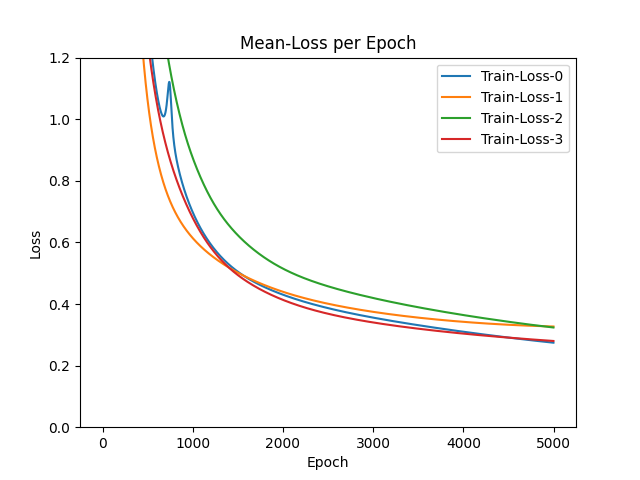 Mean-Loss per Epoch
Train-Loss-0
Train-Loss-1
Train-Loss-2
Train-Loss-3
Loss
1.2
1.0
0.8
0.6
0.4
0.2
0.0
0 1000 2000 3000 4000 5000
Epoch